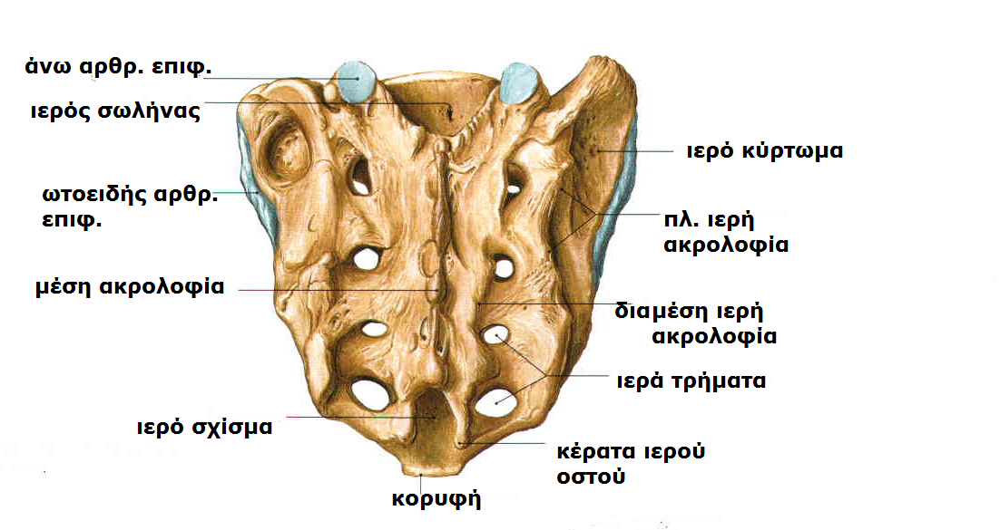 άνω αρθρ. επιφ.
ιερός σωλήνας
ωτοειδής αρθρ.
επιφ.
μέση ακρολοφία
ιερό σχίσμα
κορυφή
ιερό κύρτωμα
πλ. ιερή
ακρολοφία
διαμέση ιερή
ακρολοφία
ιερά τρήματα
κέρατα ιερού
οστού